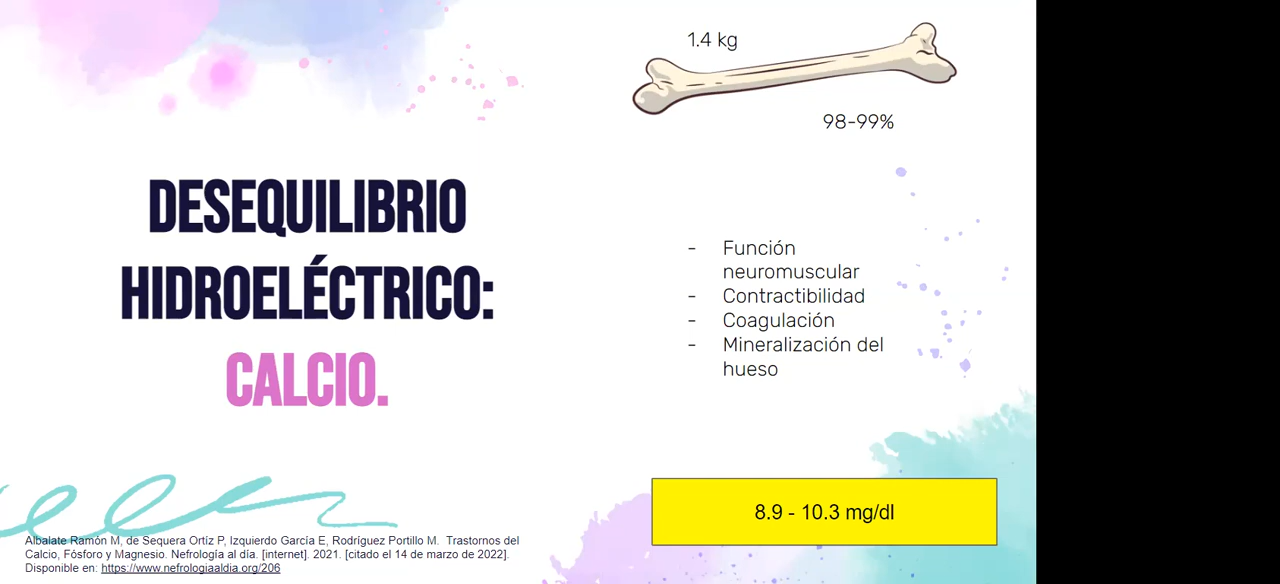 1.4 kg
98-99%
DESEQUILIBRIO
HIDROELÉCTRICO:
CALCIO.
- Función
neuromuscular
- Contractibilidad
- Coagulación
- Mineralización del
hueso
8.9 - 10.3 mg/dl
Albalate Ramón M, de Sequera Ortíz P, Izquierdo García E, Rodríguez Portillo M. Trastornos del
Calcio, Fósforo y Magnesio. Nefrología al día. [internet]. 2021. [citado el 14 de marzo de 2022].
Disponible en: https://www.nefrologiaaldia.org/206